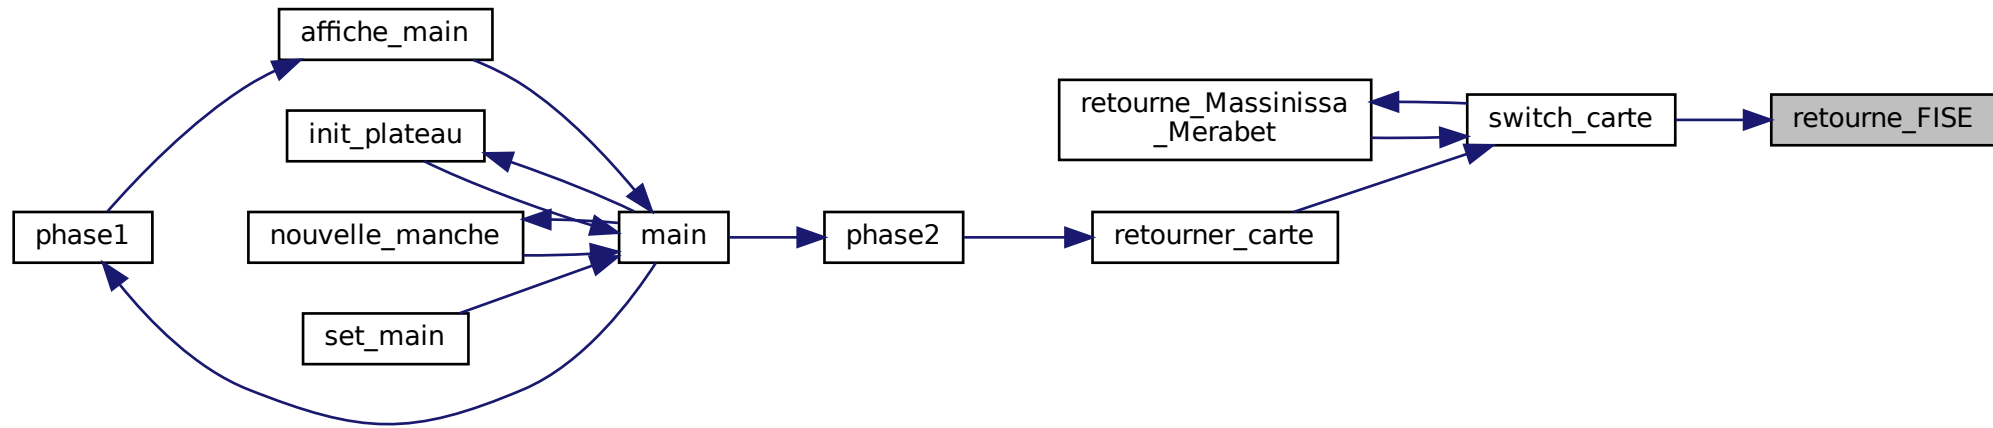 affiche_main
init_plateau
phase1
nouvelle_manche
set_main
main
phase2
retourne_Massinissa
_Merabet
retourner_carte
switch_carte
retourne_FISE